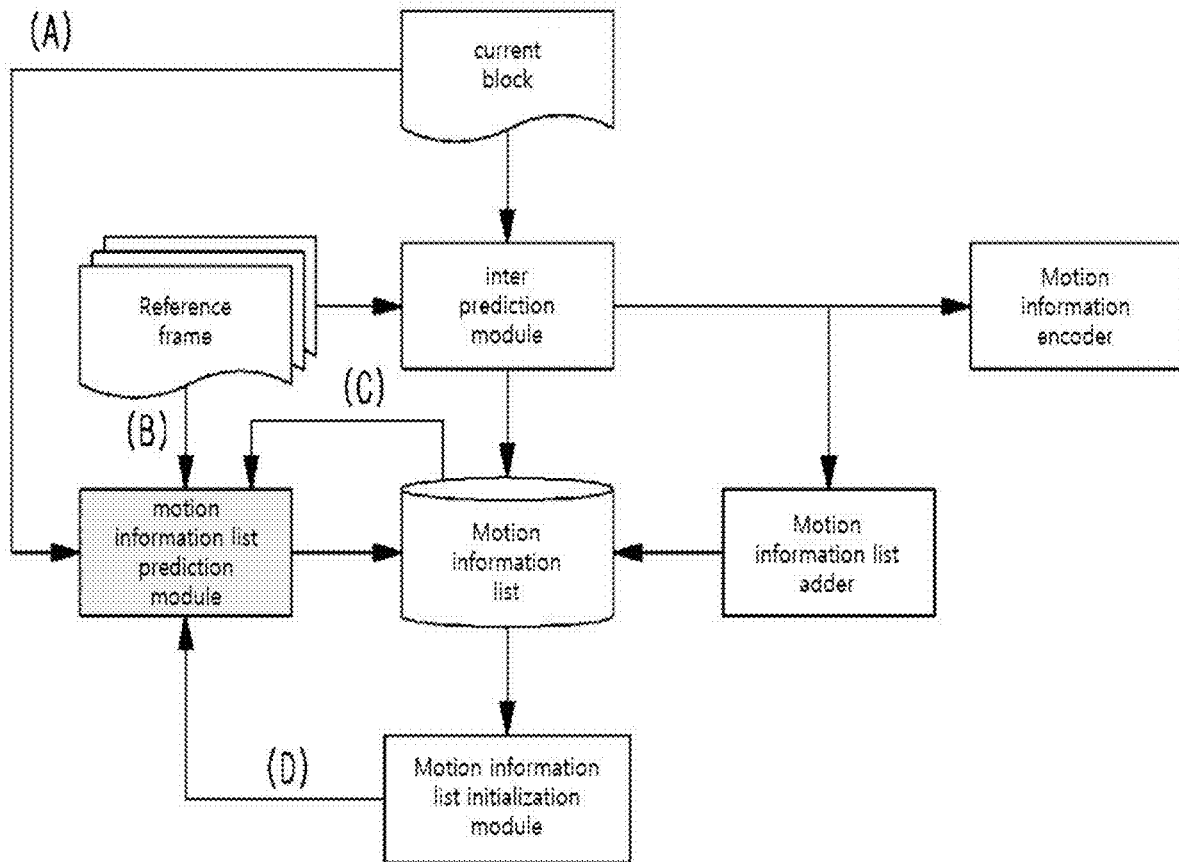 (A)
current
block
Reference
frame
inter
prediction
module
Motion
information
encoder
(B)
(C)
motion
information list
prediction
module
Motion
information
list
Motion
information list
adder
(D)
Motion information
list initialization
module